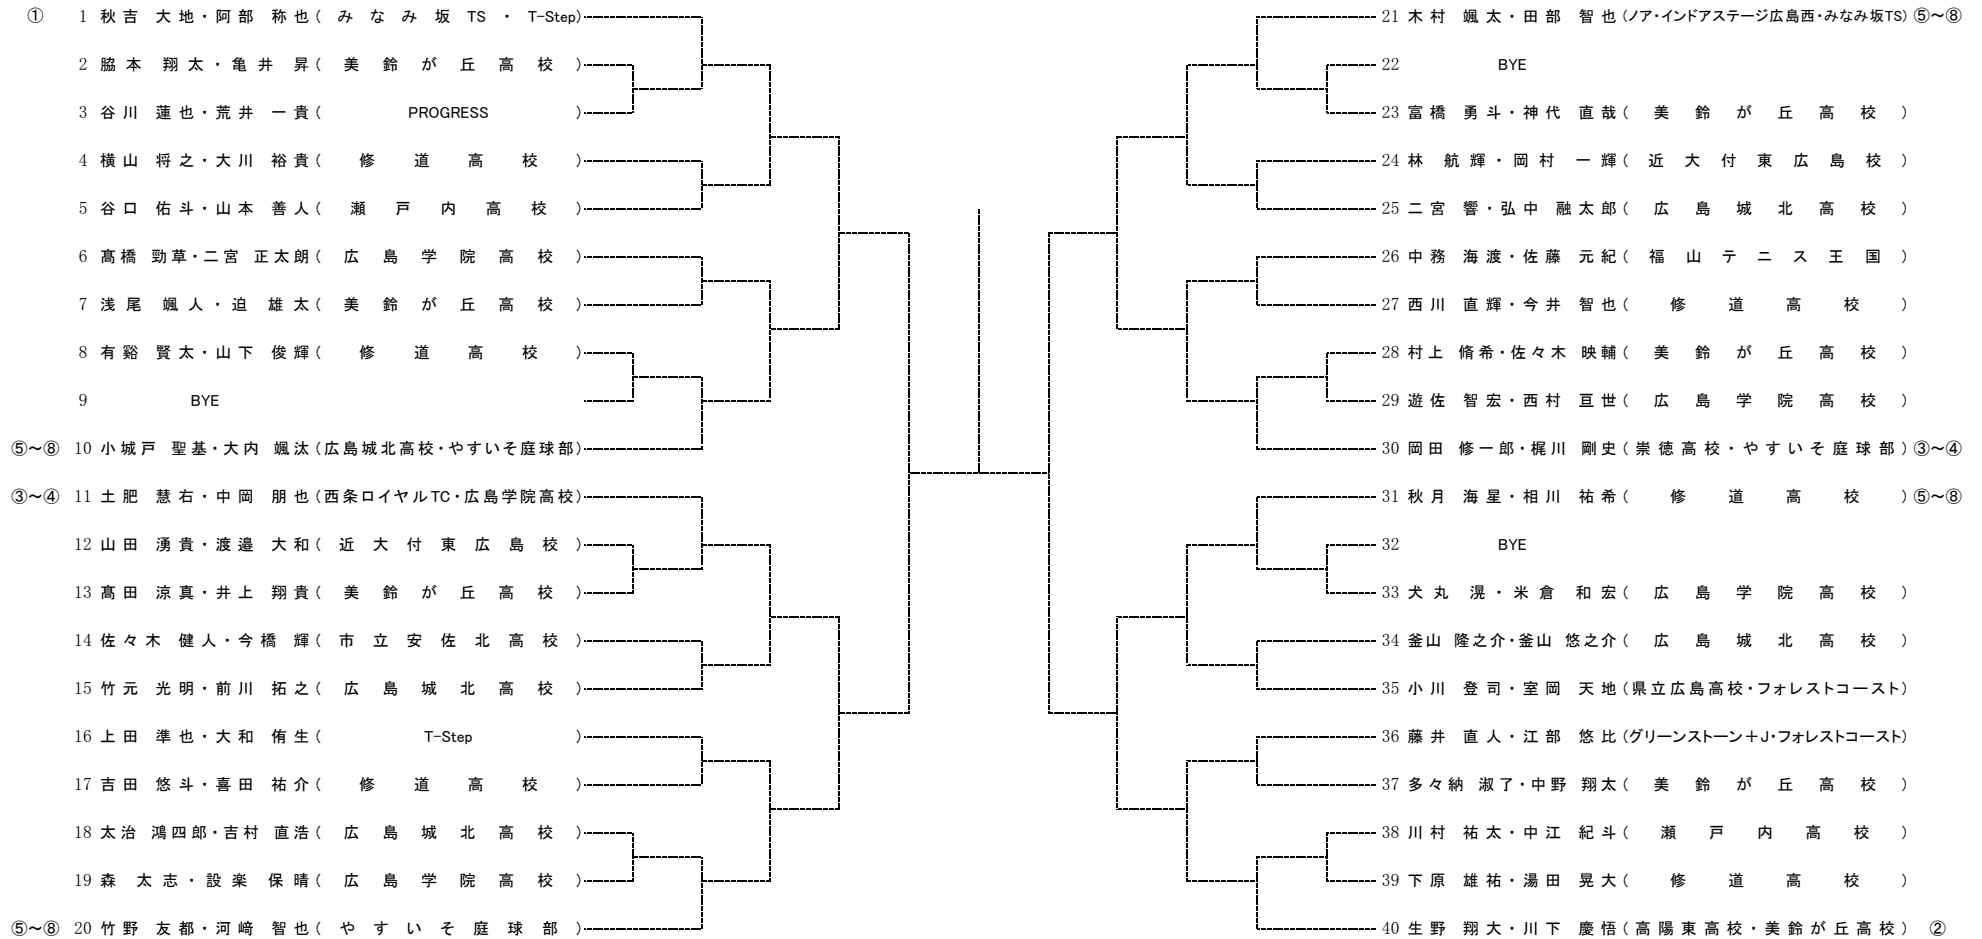 ① 1 秋吉 大地・阿部 称也(みなみ坂TS・T-Step)
2 脇本 翔太・亀井 昇(美鈴が丘高校)
3 谷川 蓮也・荒井 一貴(PROGRESS)
4 横山 将之・大川 裕貴(修道高校)
5 谷口 佑斗・山本 善人(瀬戸内高校)
6 髙橋 勁草・二宮 正太朗(広島学院高校)
7 浅尾 颯人・迫 雄太(美鈴が丘高校)
8 有谿 賢太・山下 俊輝(修道高校)
9 BYE
⑤～⑧ 10 小城戸 聖基・大内 颯汰(広島城北高校・やすいそ庭球部)
③～④ 11 土肥 慧右・中岡 朋也(西条ロイヤルTC・広島学院高校)
12 山田 湧貴・渡邉 大和(近大付東広島校)
13 髙田 涼真・井上 翔貴(美鈴が丘高校)
14 佐々木 健人・今橋 輝(市立安佐北高校)
15 竹元 光明・前川 拓之(広島城北高校)
16 上田 準也・大和 侑生(T-Step)
17 吉田 悠斗・喜田 祐介(修道高校)
18 太治 鴻四郎・吉村 直浩(広島城北高校)
19 森 太志・設楽 保晴(広島学院高校)
⑤～⑧ 20 竹野 友都・河﨑 智也(やすいそ庭球部)
21 木村 颯太・田部 智也(ノア・インドアステージ広島西・みなみ坂TS) ⑤～⑧
22 BYE
23 富橋 勇斗・神代 直哉(美鈴が丘高校)
24 林 航輝・岡村 一輝(近大付東広島校)
25 二宮 響・弘中 融太郎(広島城北高校)
26 中務 海渡・佐藤 元紀(福山テニス王国)
27 西川 直輝・今井 智也(修道高校)
28 村上 脩希・佐々木 映輔(美鈴が丘高校)
29 遊佐 智宏・西村 亘世(広島学院高校)
30 岡田 修一郎・梶川 剛史(崇徳高校・やすいそ庭球部) ③～④
31 秋月 海星・相川 祐希(修道高校) ⑤～⑧
32 BYE
33 犬丸 滉・米倉 和宏(広島学院高校)
34 釜山 隆之介・釜山 悠之介(広島城北高校)
35 小川 登司・室岡 天地(県立広島高校・フォレストコースト)
36 藤井 直人・江部 悠比(グリーンストーン＋J・フォレストコースト)
37 多々納 淑了・中野 翔太(美鈴が丘高校)
38 川村 祐太・中江 紀斗(瀬戸内高校)
39 下原 雄祐・湯田 晃大(修道高校)
40 生野 翔大・川下 慶悟(高陽東高校・美鈴が丘高校) ②